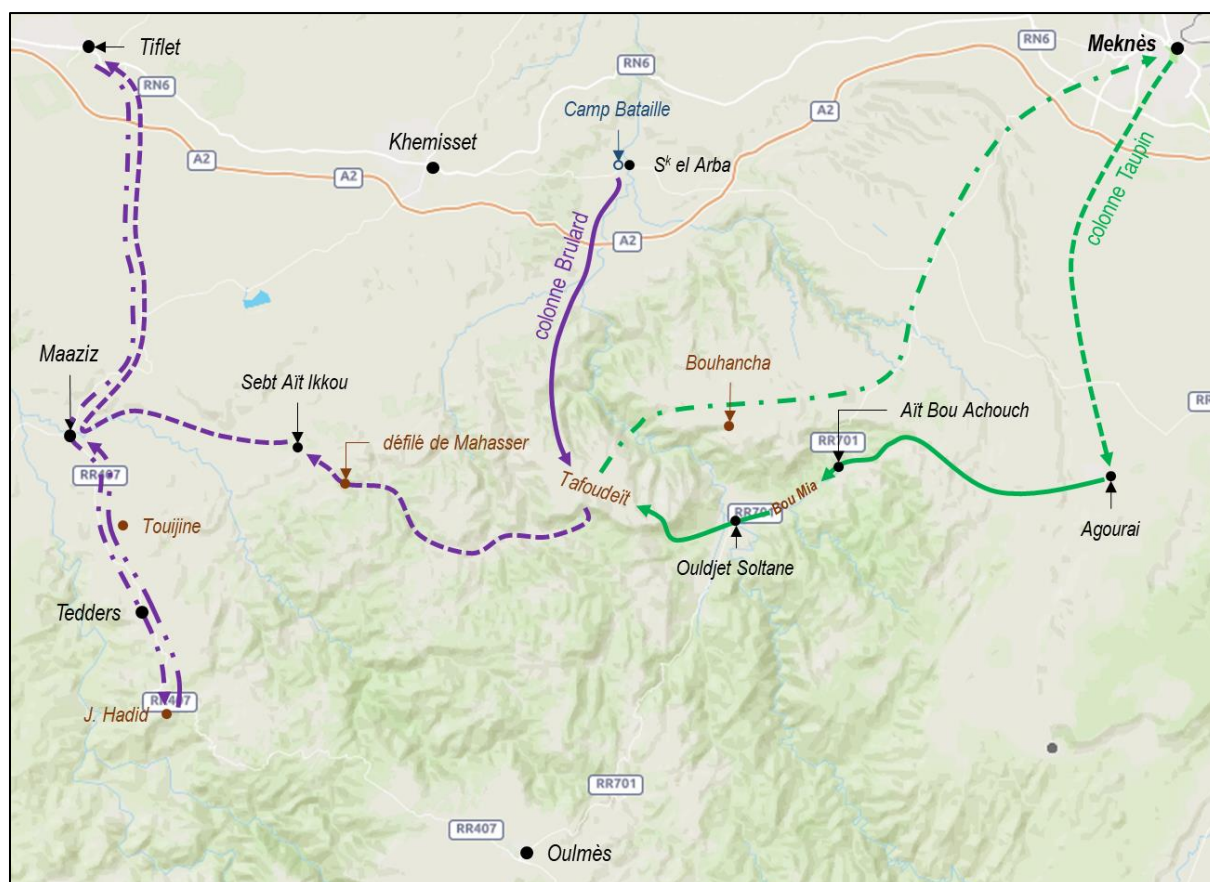 Tiflet
RN6
Meknès
RN6
RN6
Camp Bataille
Khemisset
A2
Sᵏ el Arba
A2
A2
A2
colonne Taupin
colonne Brulard
Maaziz
Sebt Aït Ikkou
Bouhancha
Aït Bou Achouch
défilé de Mahasser
RR701
RR407
Tafoudeït
Bou Mia
Touijine
RR701
Agourai
Ouldjet Soltane
Tedders
RR407
J. Hadid
RR701
RR407
Oulmès